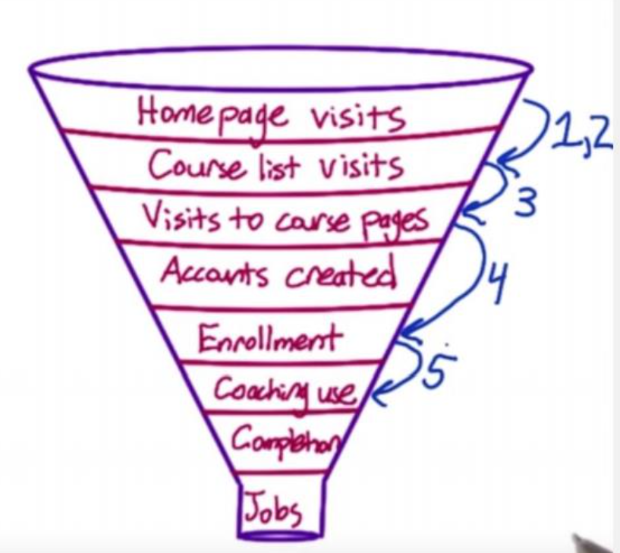 Homepage visits
1,2
Course list visits
3
Visits to course pages
Accounts created
4
Enrollment
5
Coaching use
Completion
Jobs